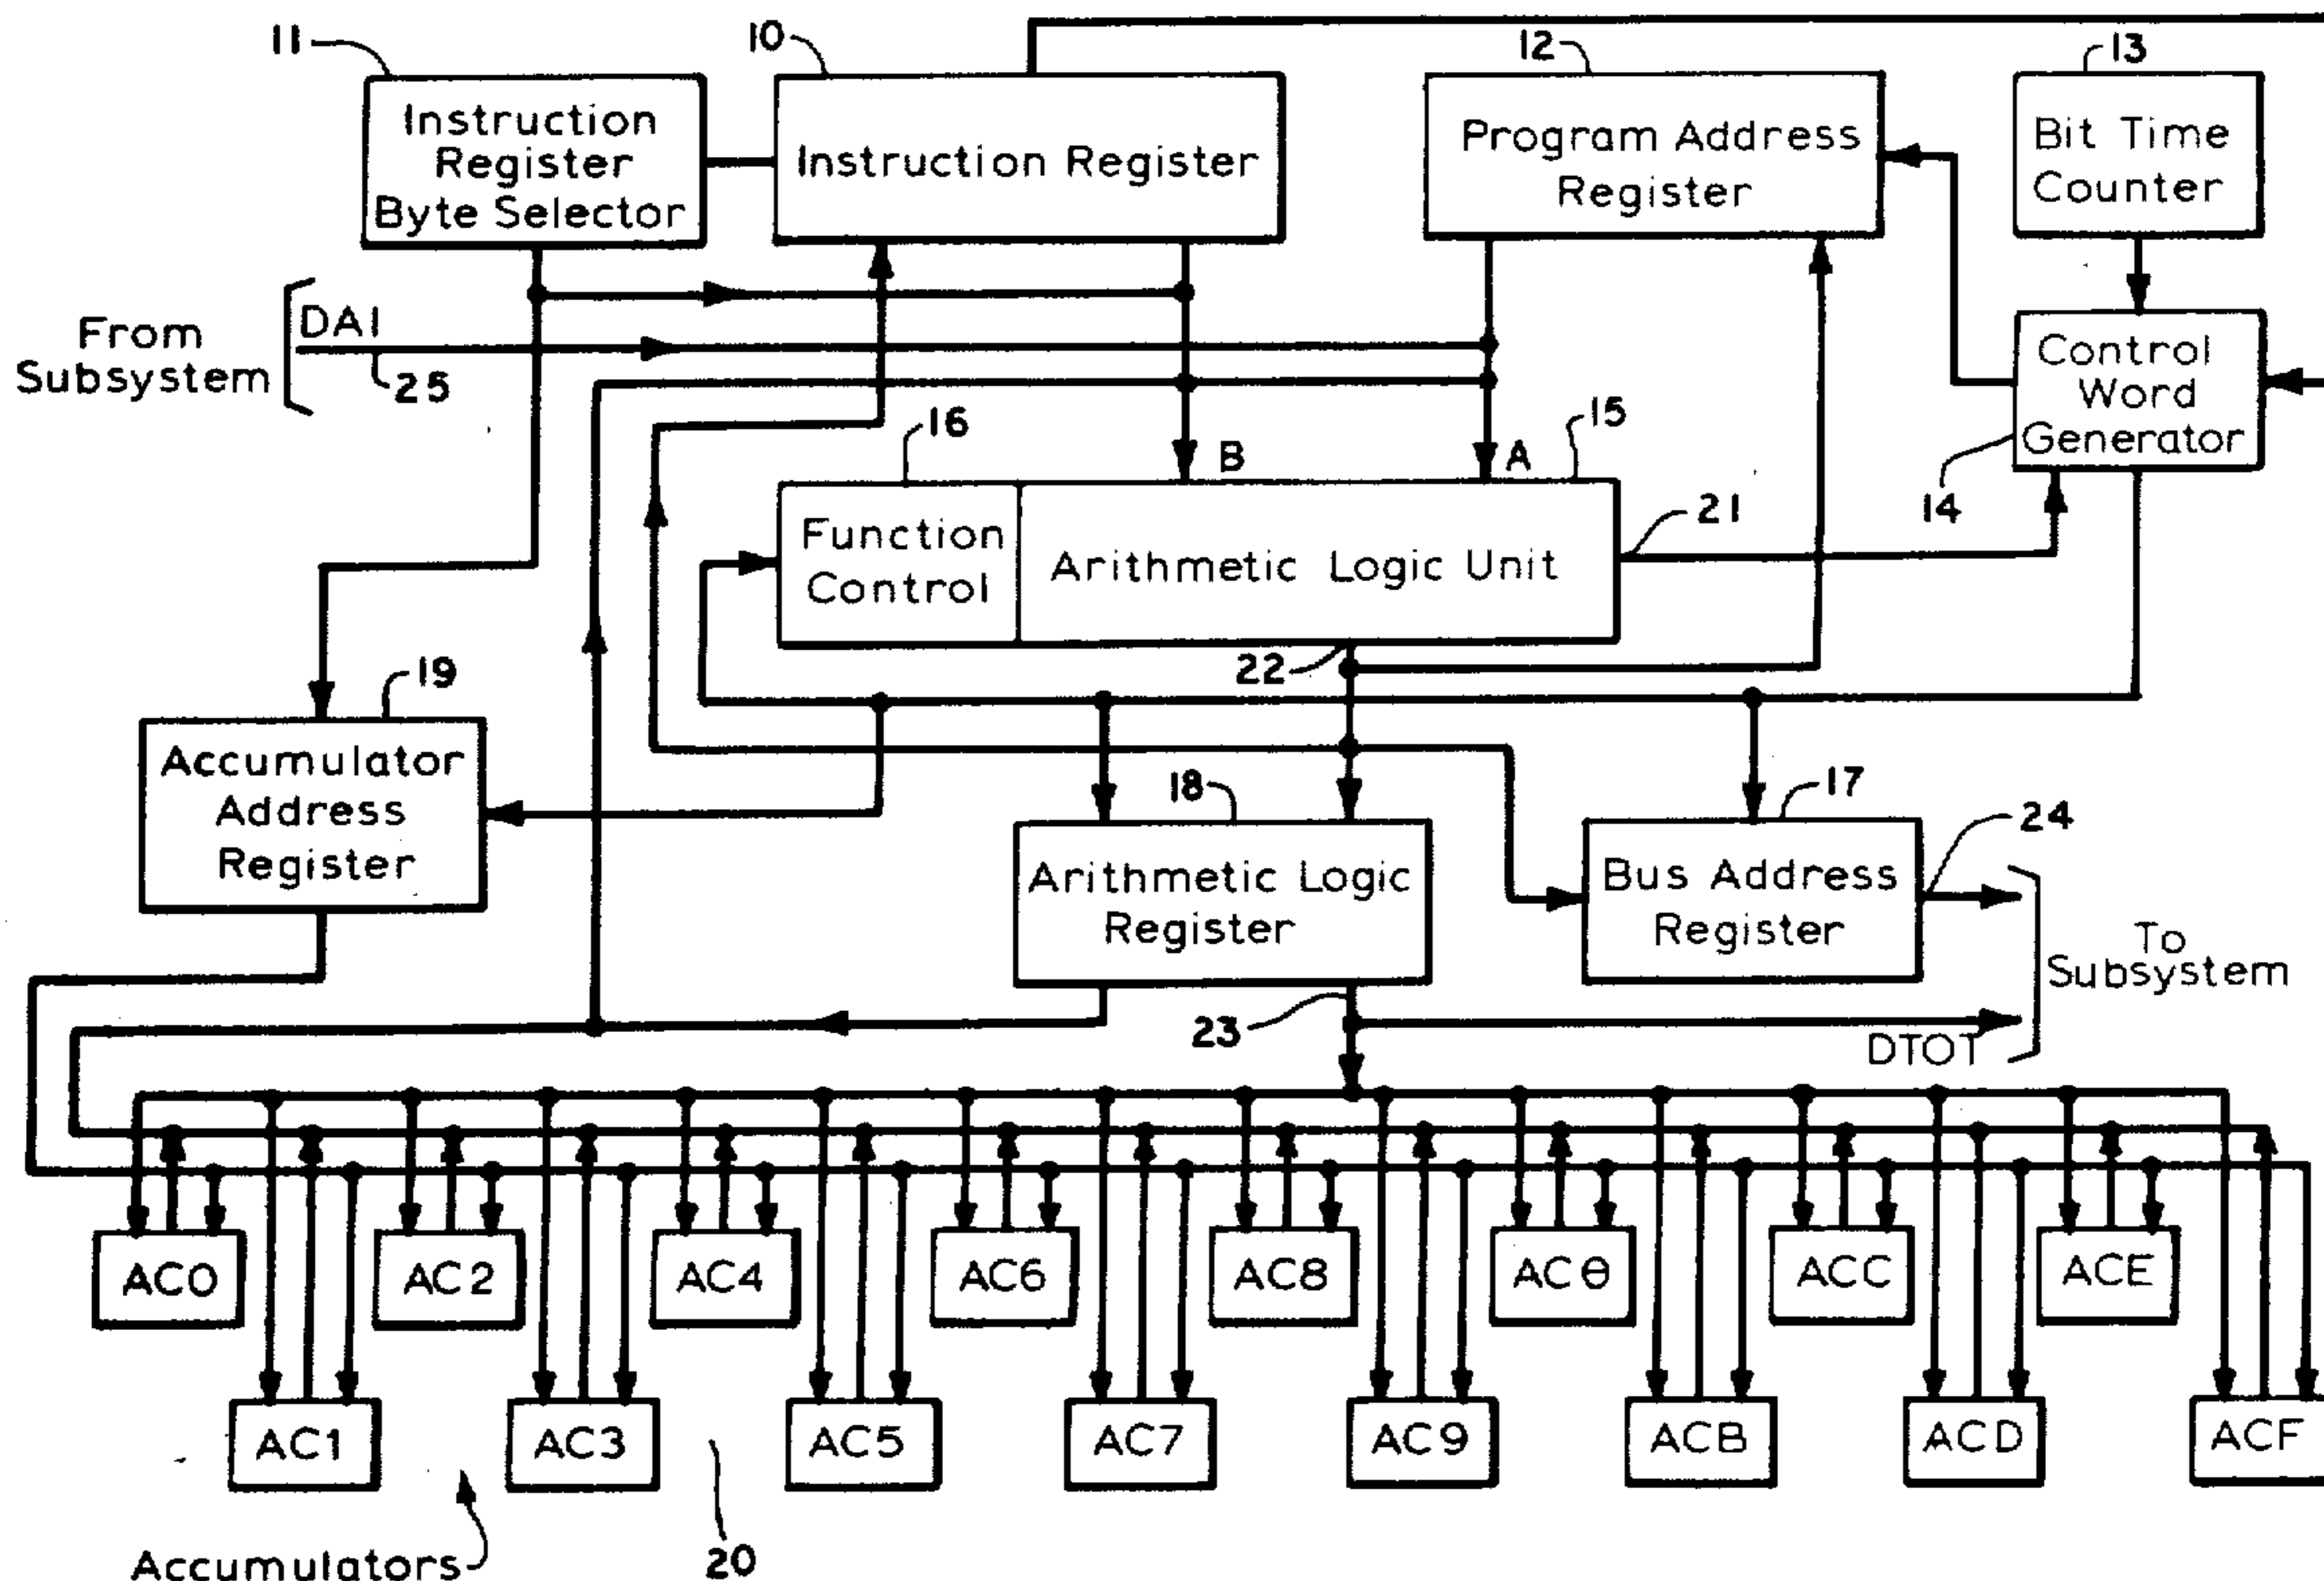 11
10
12
13
Instruction
Register
Byte Selector
Instruction Register
Program Address
Register
Bit Time
Counter
From
Subsystem
DAI
25
Control
Word
Generator
14
16
B
A
15
Function
Control
Arithmetic Logic Unit
21
22
19
Accumulator
Address
Register
18
Arithmetic Logic
Register
17
Bus Address
Register
24
To
Subsystem
23
DTOT
AC0
AC2
AC4
AC6
AC8
ACθ
ACC
ACE
AC1
AC3
AC5
AC7
AC9
ACB
ACD
ACF
Accumulators
20